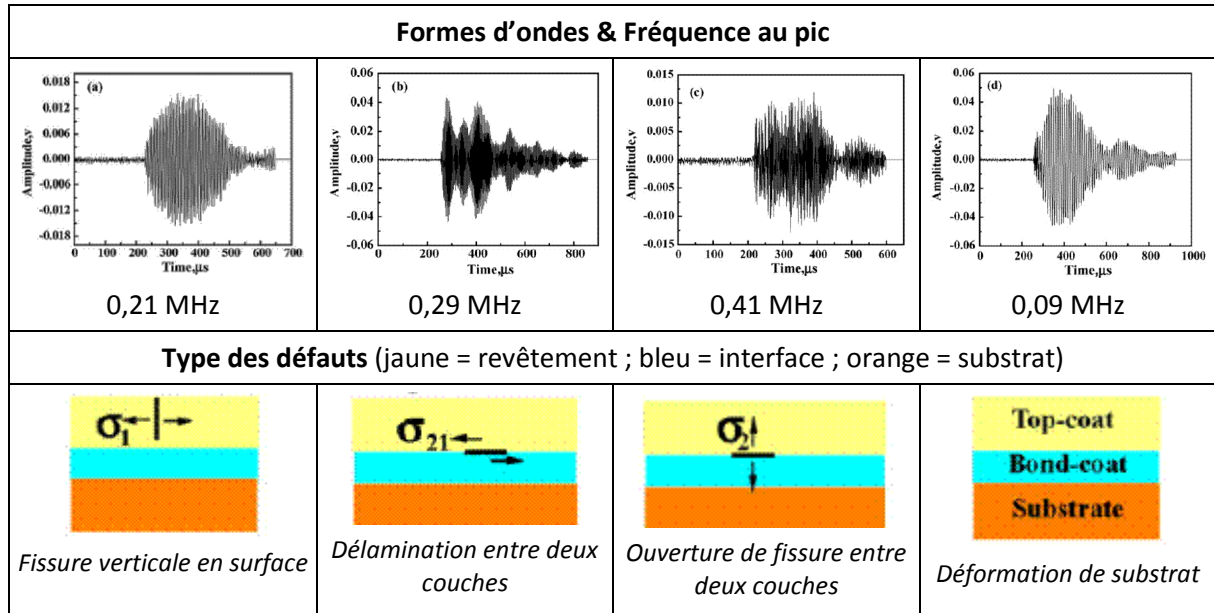 Formes d'ondes & Fréquence au pic
(a)
Amplitude,v
0.018
0.012
0.006
0.000
-0.006
-0.012
-0.018
0 100 200 300 400 500 600 700
Time,μs
(b)
Amplitude,v
0.06
0.04
0.02
0.00
-0.02
-0.04
-0.06
0 200 400 600 800
Time,μs
(c)
Amplitude,v
0.015
0.010
0.005
0.000
-0.005
-0.010
-0.015
0 100 200 300 400 500 600
Time,μs
(d)
Amplitude,v
0.06
0.04
0.02
0.00
-0.02
-0.04
-0.06
0 200 400 600 800 1000
Time,μs
0,21 MHz
0,29 MHz
0,41 MHz
0,09 MHz
Type des défauts (jaune = revêtement ; bleu = interface ; orange = substrat)
σ1
σ21
σ2
Top-coat
Bond-coat
Substrate
Fissure verticale en surface
Délamination entre deux
couches
Ouverture de fissure entre
deux couches
Déformation de substrat